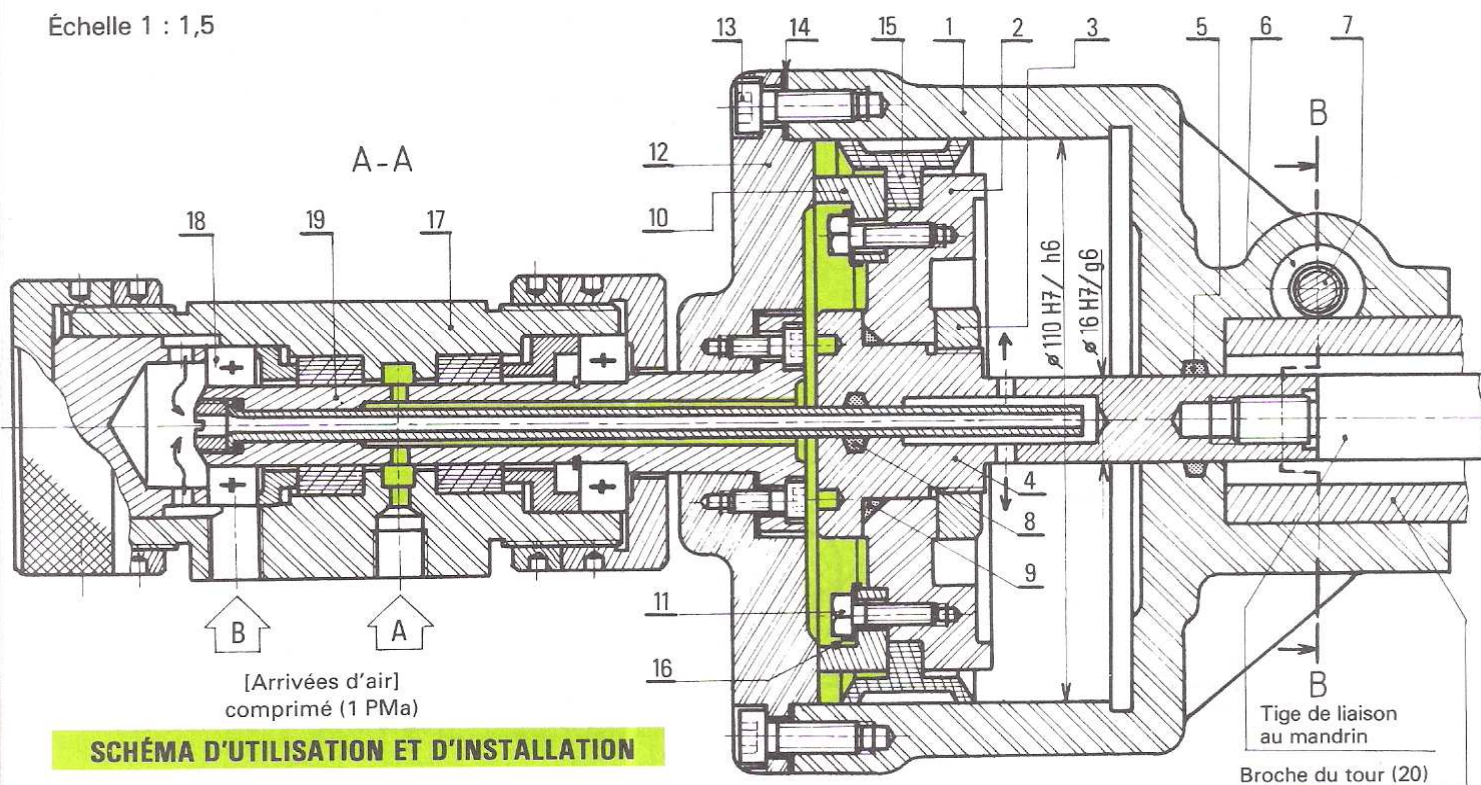 Échelle 1 : 1,5
13 14 15 1 2 3 5 6 7
B
A-A
12
10
18 19 17
ø 110 H7/ h6
ø 16 H7/g6
4
8
9
11
16
B A
[Arrivées d'air]
comprimé (1 PMa)
B
Tige de liaison
au mandrin
SCHÉMA D'UTILISATION ET D'INSTALLATION
Broche du tour (20)